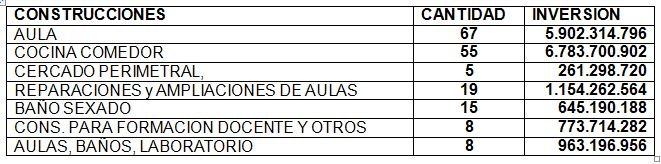 CONSTRUCCIONES CANTIDAD INVERSION
AULA 67 5.902.314.796
COCINA COMEDOR 55 6.783.700.902
CERCADO PERIMETRAL, 5 261.298.720
REPARACIONES y AMPLIACIONES DE AULAS 19 1.154.262.564
BAÑO SEXADO 15 645.190.188
CONS. PARA FORMACION DOCENTE Y OTROS 8 773.714.282
AULAS, BAÑOS, LABORATORIO 8 963.196.956